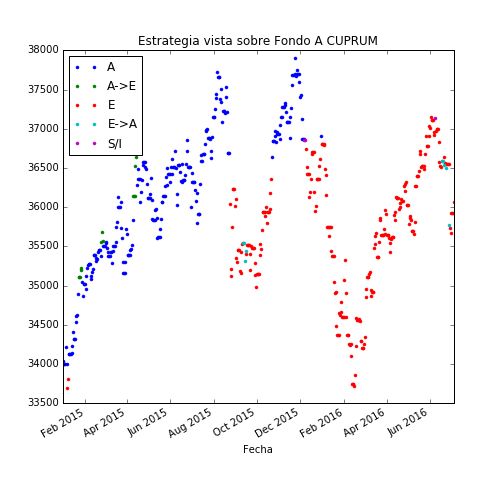 Estrategia vista sobre Fondo A CUPRUM
38000
37500
37000
36500
36000
35500
35000
34500
34000
33500
A
A->E
E
E->A
S/I
Feb 2015
Apr 2015
Jun 2015
Aug 2015
Oct 2015
Dec 2015
Feb 2016
Apr 2016
Jun 2016
Fecha